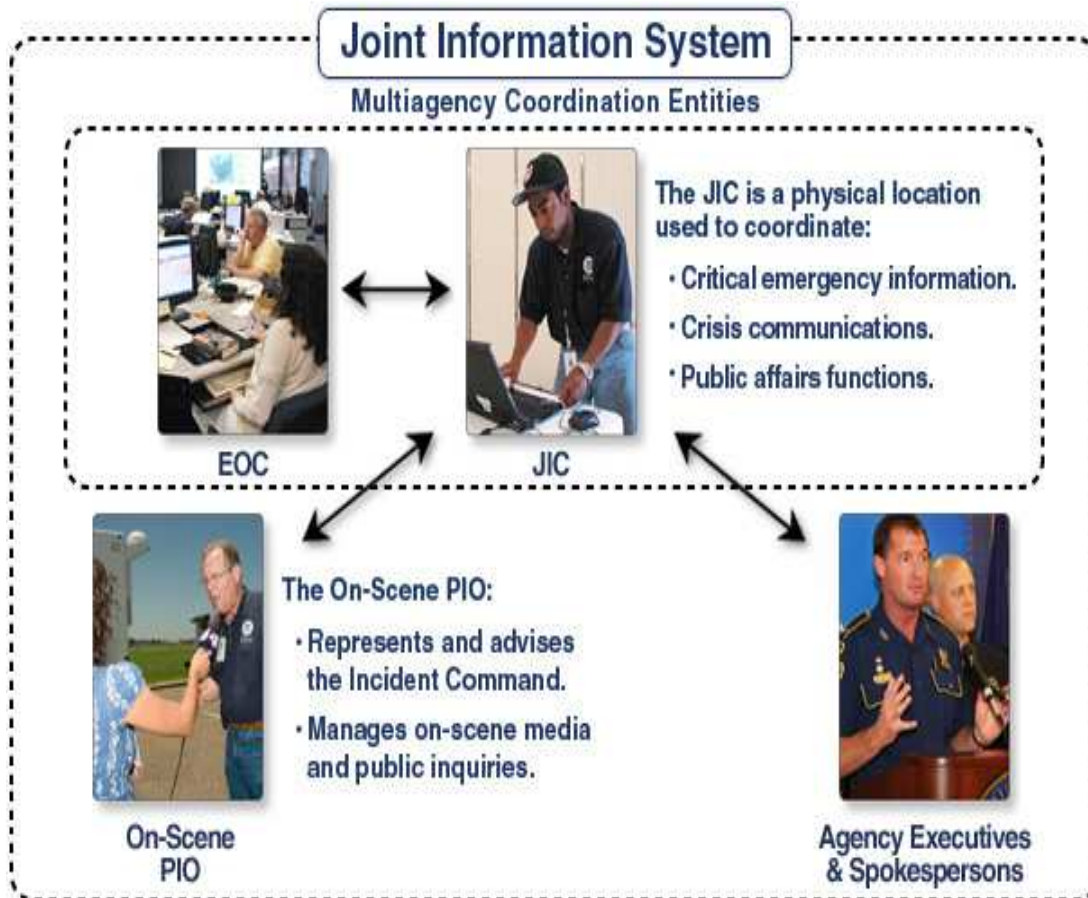 Joint Information System
Multiagency Coordination Entities
The JIC is a physical location
used to coordinate:
• Critical emergency information.
• Crisis communications.
• Public affairs functions.
EOC
JIC
The On-Scene PIO:
• Represents and advises
the Incident Command.
• Manages on-scene media
and public inquiries.
On-Scene
PIO
Agency Executives
& Spokespersons